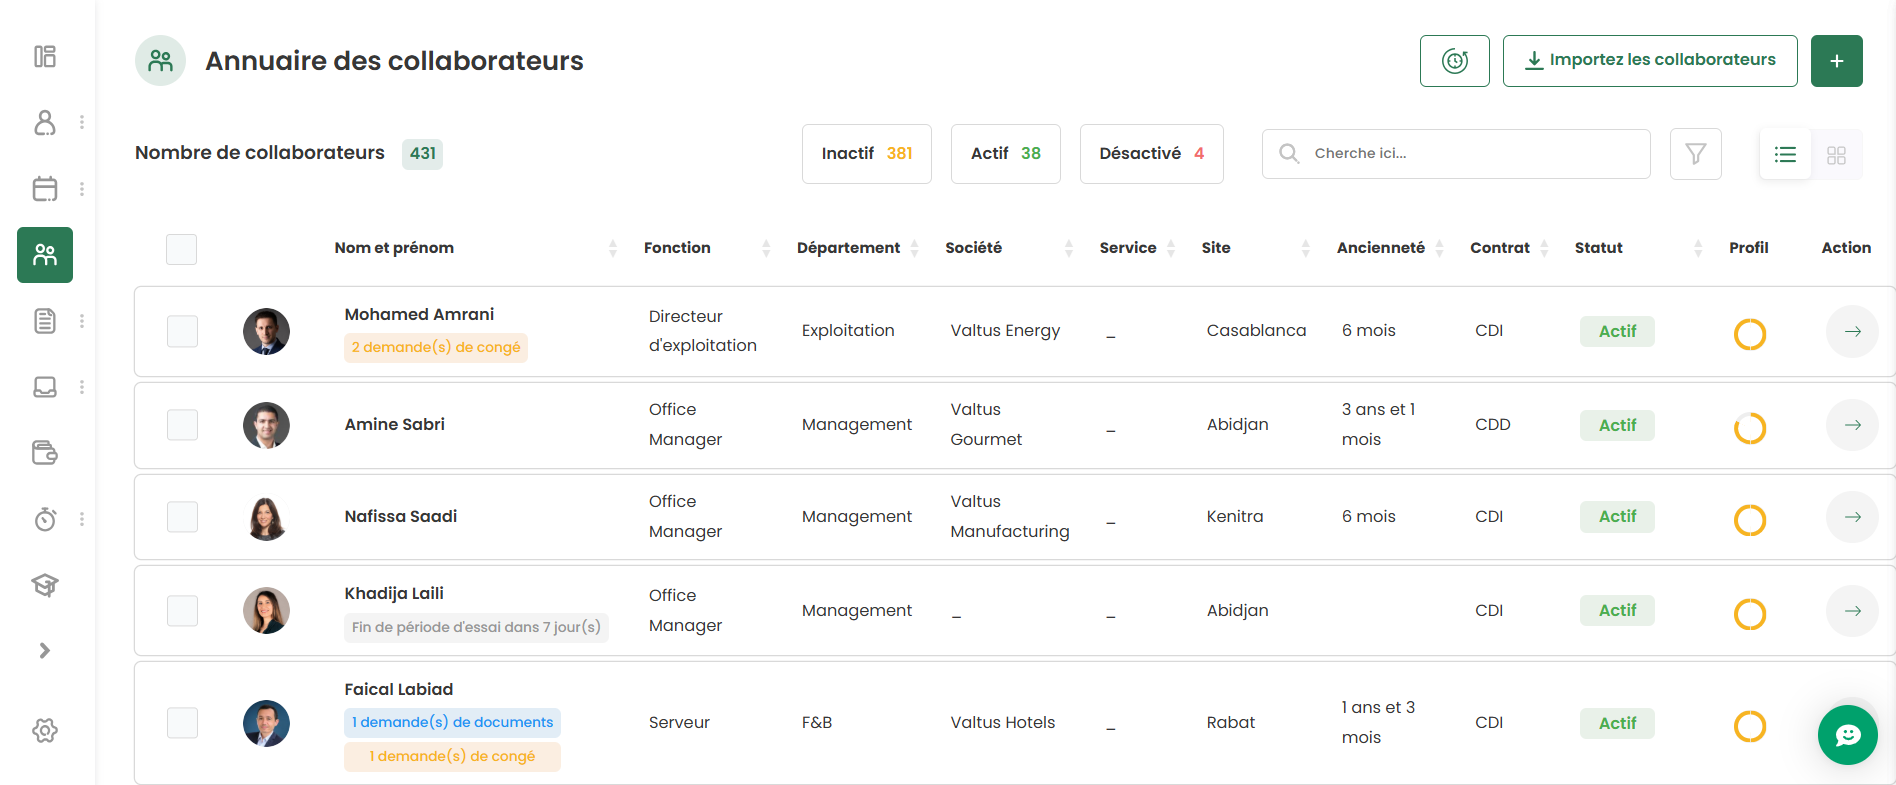 Annuaire des collaborateurs
Importez les collaborateurs
+
Nombre de collaborateurs 431
Inactif 381
Actif 38
Désactivé 4
Cherche ici...
Nom et prénom Fonction Département Société Service Site Ancienneté Contrat Statut Profil Action
Mohamed Amrani
2 demande(s) de congé
Directeur
d'exploitation
Exploitation
Valtus Energy
_
Casablanca
6 mois
CDI
Actif
Amine Sabri
Office
Manager
Management
Valtus
Gourmet
_
Abidjan
3 ans et 1
mois
CDD
Actif
Nafissa Saadi
Office
Manager
Management
Valtus
Manufacturing
_
Kenitra
6 mois
CDI
Actif
Khadija Laili
Fin de période d'essai dans 7 jour(s)
Office
Manager
Management
_
_
Abidjan
CDI
Actif
Faical Labiad
1 demande(s) de documents
1 demande(s) de congé
Serveur
F&B
Valtus Hotels
_
Rabat
1 ans et 3
mois
CDI
Actif